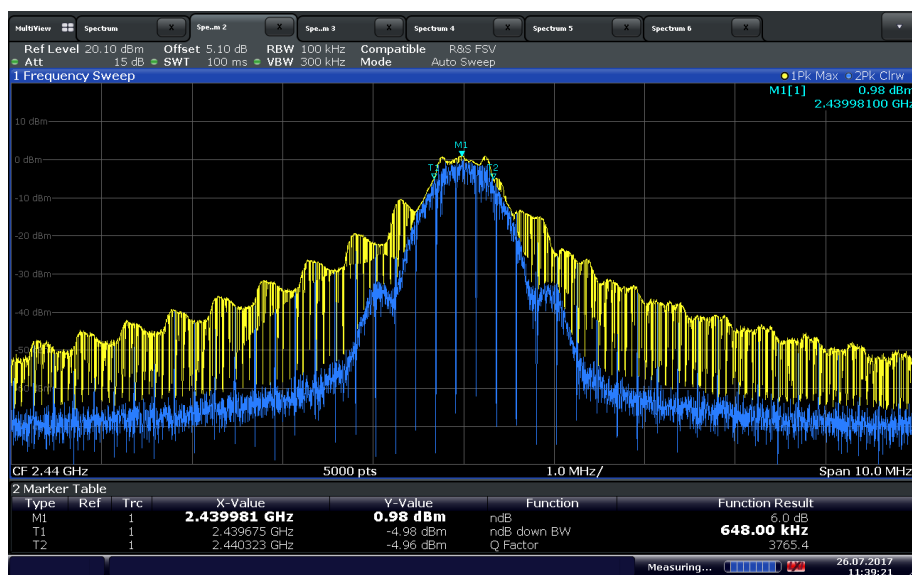 MultiView Spectrum X Spe..m 2 X Spe..m 3 X Spectrum 4 X Spectrum 5 X Spectrum 6 X
Ref Level 20.10 dBm Offset 5.10 dB RBW 100 kHz Compatible R&S FSV
Att 15 dB SWT 100 ms VBW 300 kHz Mode Auto Sweep
1 Frequency Sweep 1Pk Max 2Pk Clrw
M1[1] 0.98 dBm
2.43998100 GHz
10 dBm
M1
0 dBm
T1 T2
-10 dBm
-20 dBm
-30 dBm
-40 dBm
CF 2.44 GHz 5000 pts 1.0 MHz/ Span 10.0 MHz
2 Marker Table
Type Ref Trc X-Value Y-Value Function Function Result
M1 1 2.439981 GHz 0.98 dBm ndB 6.0 dB
T1 1 2.439675 GHz -4.98 dBm ndB down BW 648.00 kHz
T2 1 2.440323 GHz -4.96 dBm Q Factor 3765.4
Measuring... 26.07.2017
11:39:21